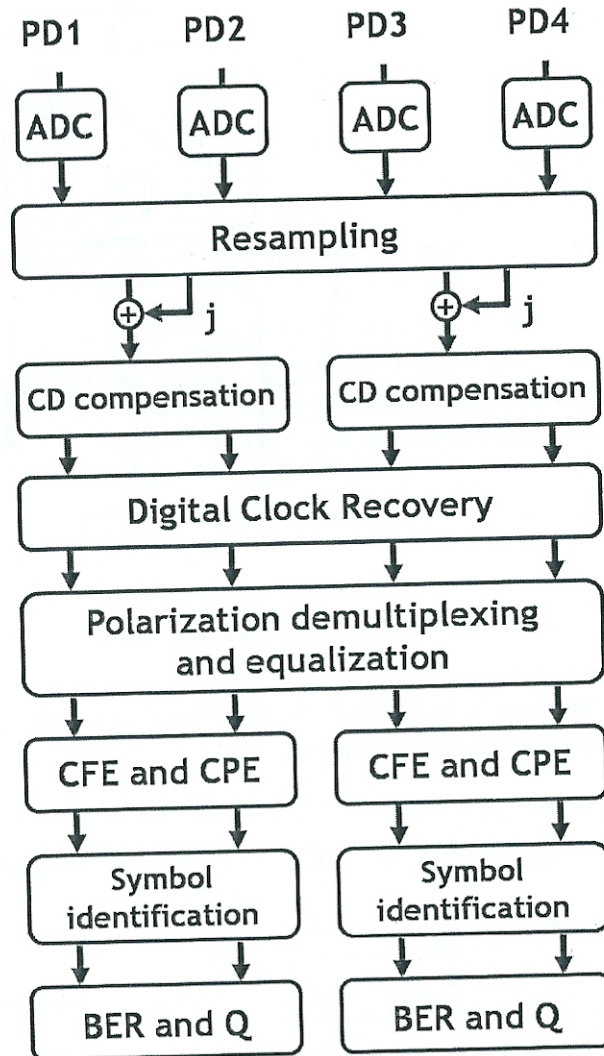 PD1 PD2 PD3 PD4
ADC ADC ADC ADC
Resampling
+ j + j
CD compensation CD compensation
Digital Clock Recovery
Polarization demultiplexing
and equalization
CFE and CPE CFE and CPE
Symbol
identification
Symbol
identification
BER and Q BER and Q